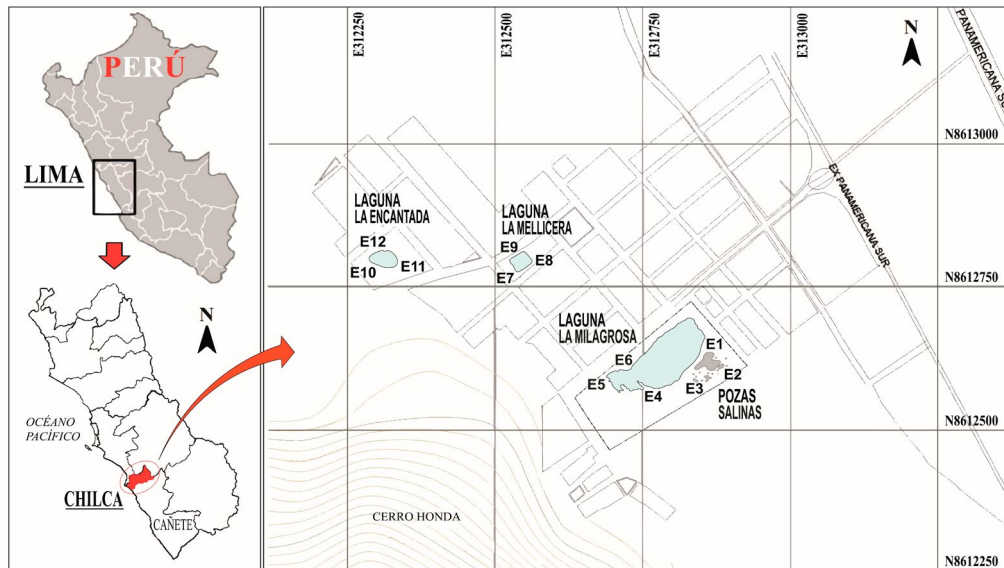 PERÚ
LIMA
N
OCÉANO
PACÍFICO
CHILCA
CAÑETE
E312250
E312500
E312750
E313000
N
PANAMERICANA SU
N8613000
EX PANAMERICANA SUR
LAGUNA
LA ENCANTADA
E12
E10
E11
LAGUNA
LA MELLICERA
E9
E8
E7
N8612750
LAGUNA
LA MILAGROSA
E6
E5
E4
E1
E2
E3
POZAS
SALINAS
N8612500
CERRO HONDA
N8612250